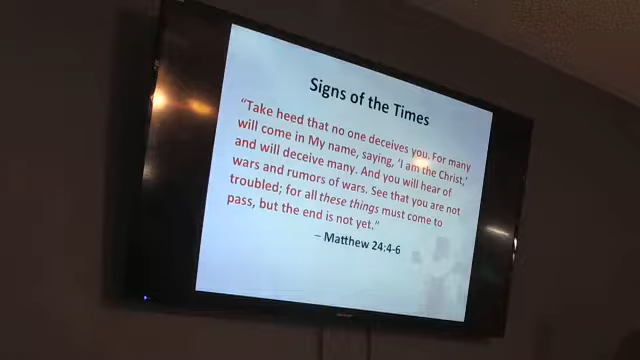 Signs of the Times
“Take heed that no one deceives you. For many
will come in My name, saying, ‘I am the Christ,’
and will deceive many. And you will hear of
wars and rumors of wars. See that you are not
troubled; for all these things must come to
pass, but the end is not yet.”
– Matthew 24:4-6